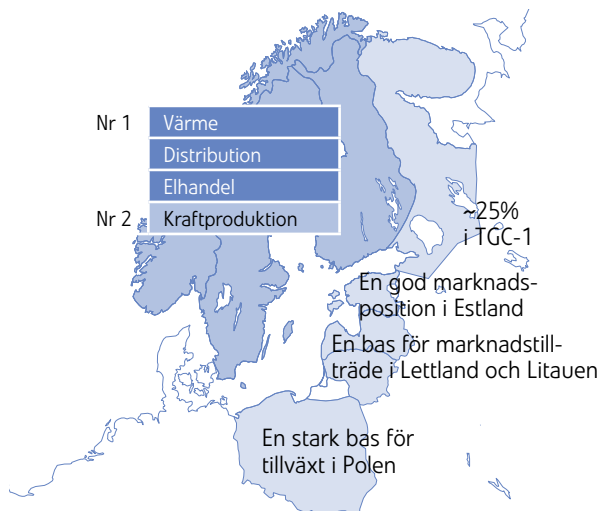 Nr 1
Värme
Distribution
Elhandel
Nr 2
Kraftproduktion
~25%
i TGC-1
En god marknads-
position i Estland
En bas för marknadstill-
träde i Lettland och Litauen
En stark bas för
tillväxt i Polen